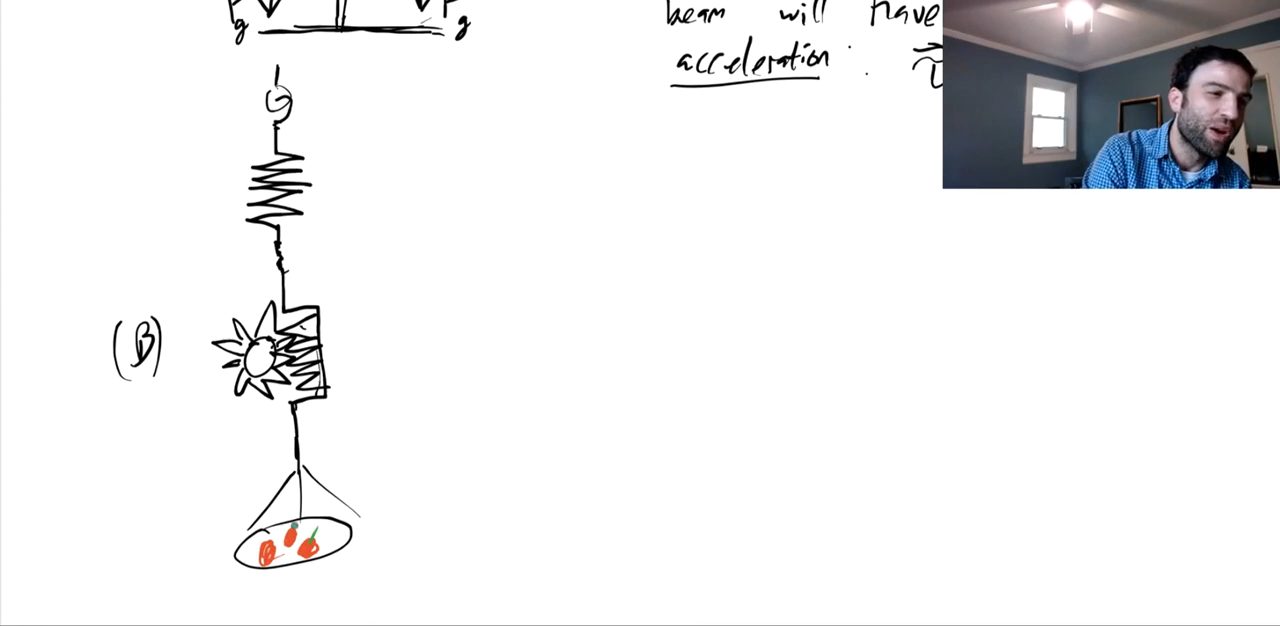 F g F g
beam will have
acceleration : τ
(B)